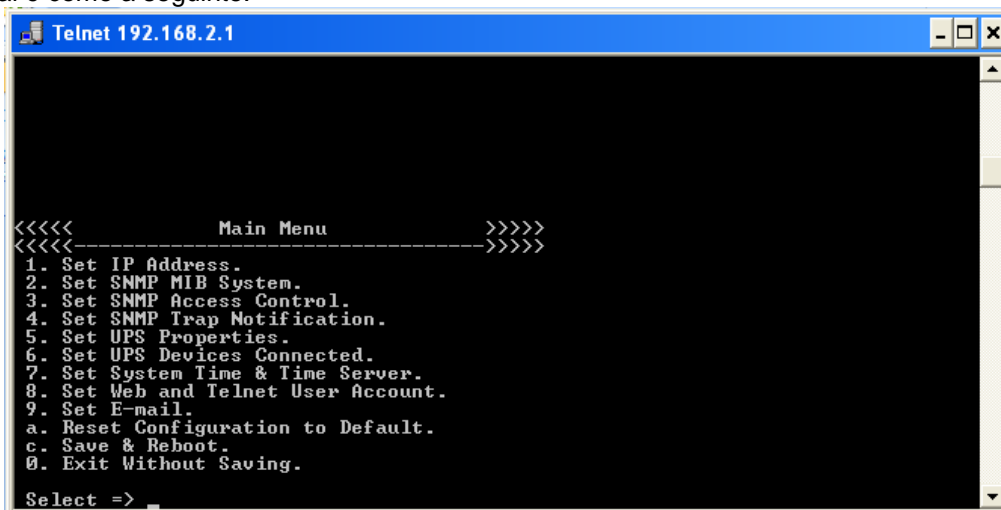 é como a seguinte:
Telnet 192.168.2.1
<<<<< Main Menu >>>>>
<<<<<---------------------------------->>>>>
1. Set IP Address.
2. Set SNMP MIB System.
3. Set SNMP Access Control.
4. Set SNMP Trap Notification.
5. Set UPS Properties.
6. Set UPS Devices Connected.
7. Set System Time & Time Server.
8. Set Web and Telnet User Account.
9. Set E-mail.
a. Reset Configuration to Default.
c. Save & Reboot.
0. Exit Without Saving.
Select => _